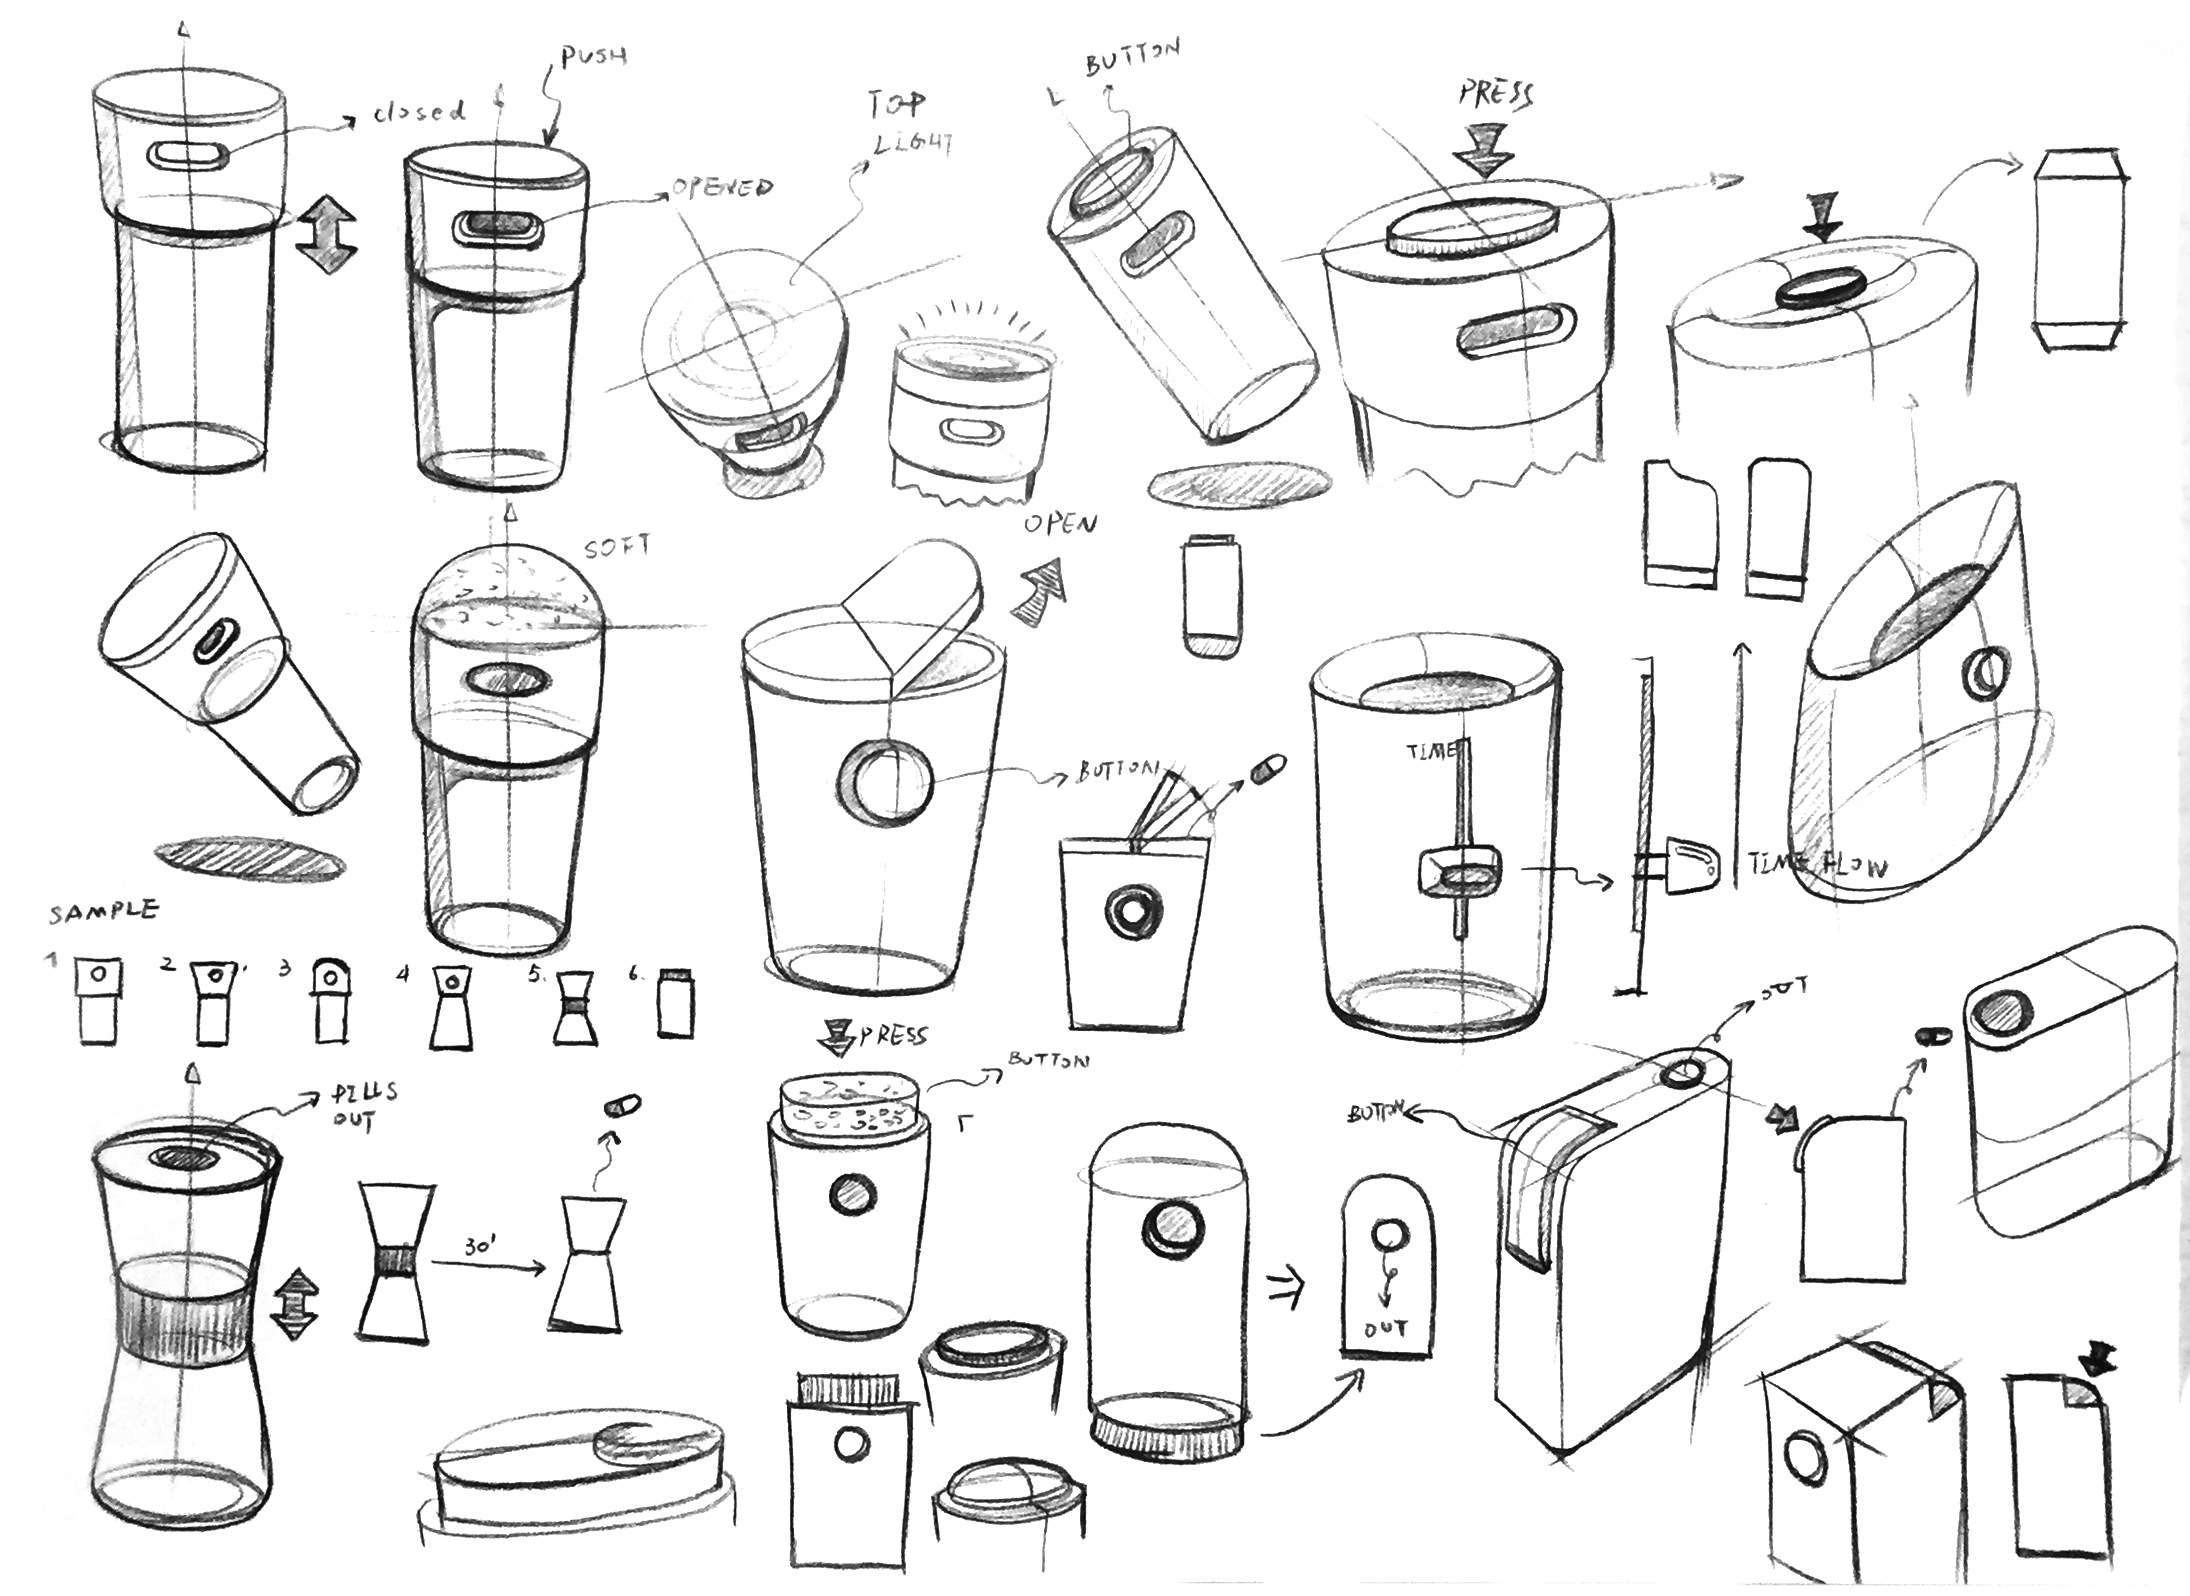 closed
PUSH
OPENED
TOP
LIGHT
BUTTON
PRESS
SOFT
OPEN
BUTTON
TIME
TIME FLOW
SAMPLE
1 2 3 4 5. 6.
PILLS
OUT
30'
PRESS
BUTTON
OUT
BUTTON
OUT